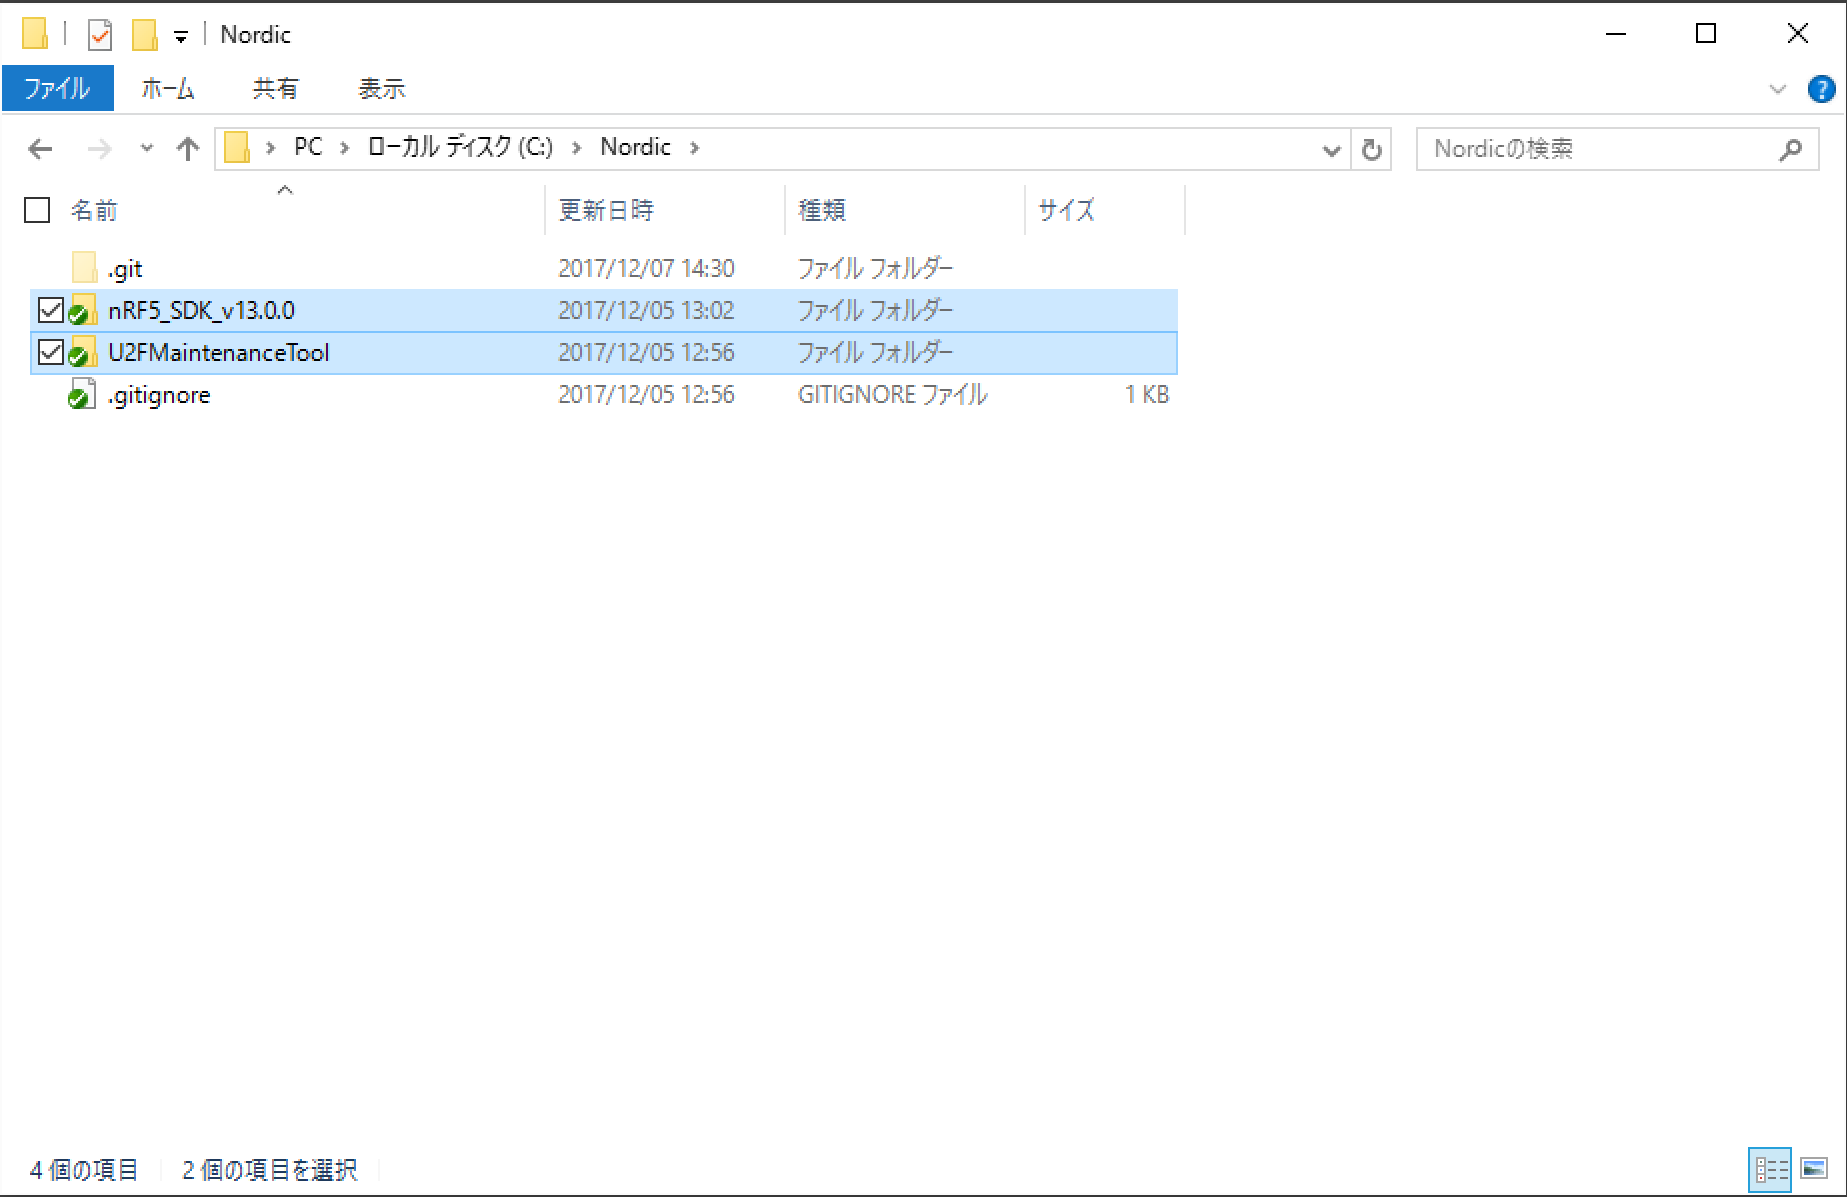 Nordic
ファイル ホーム 共有 表示
PC ローカル ディスク (C:) Nordic Nordicの検索
名前 更新日時 種類 サイズ
.git 2017/12/07 14:30 ファイル フォルダー
nRF5_SDK_v13.0.0 2017/12/05 13:02 ファイル フォルダー
U2FMaintenanceTool 2017/12/05 12:56 ファイル フォルダー
.gitignore 2017/12/05 12:56 GITIGNORE ファイル 1 KB
4 個の項目 2 個の項目を選択